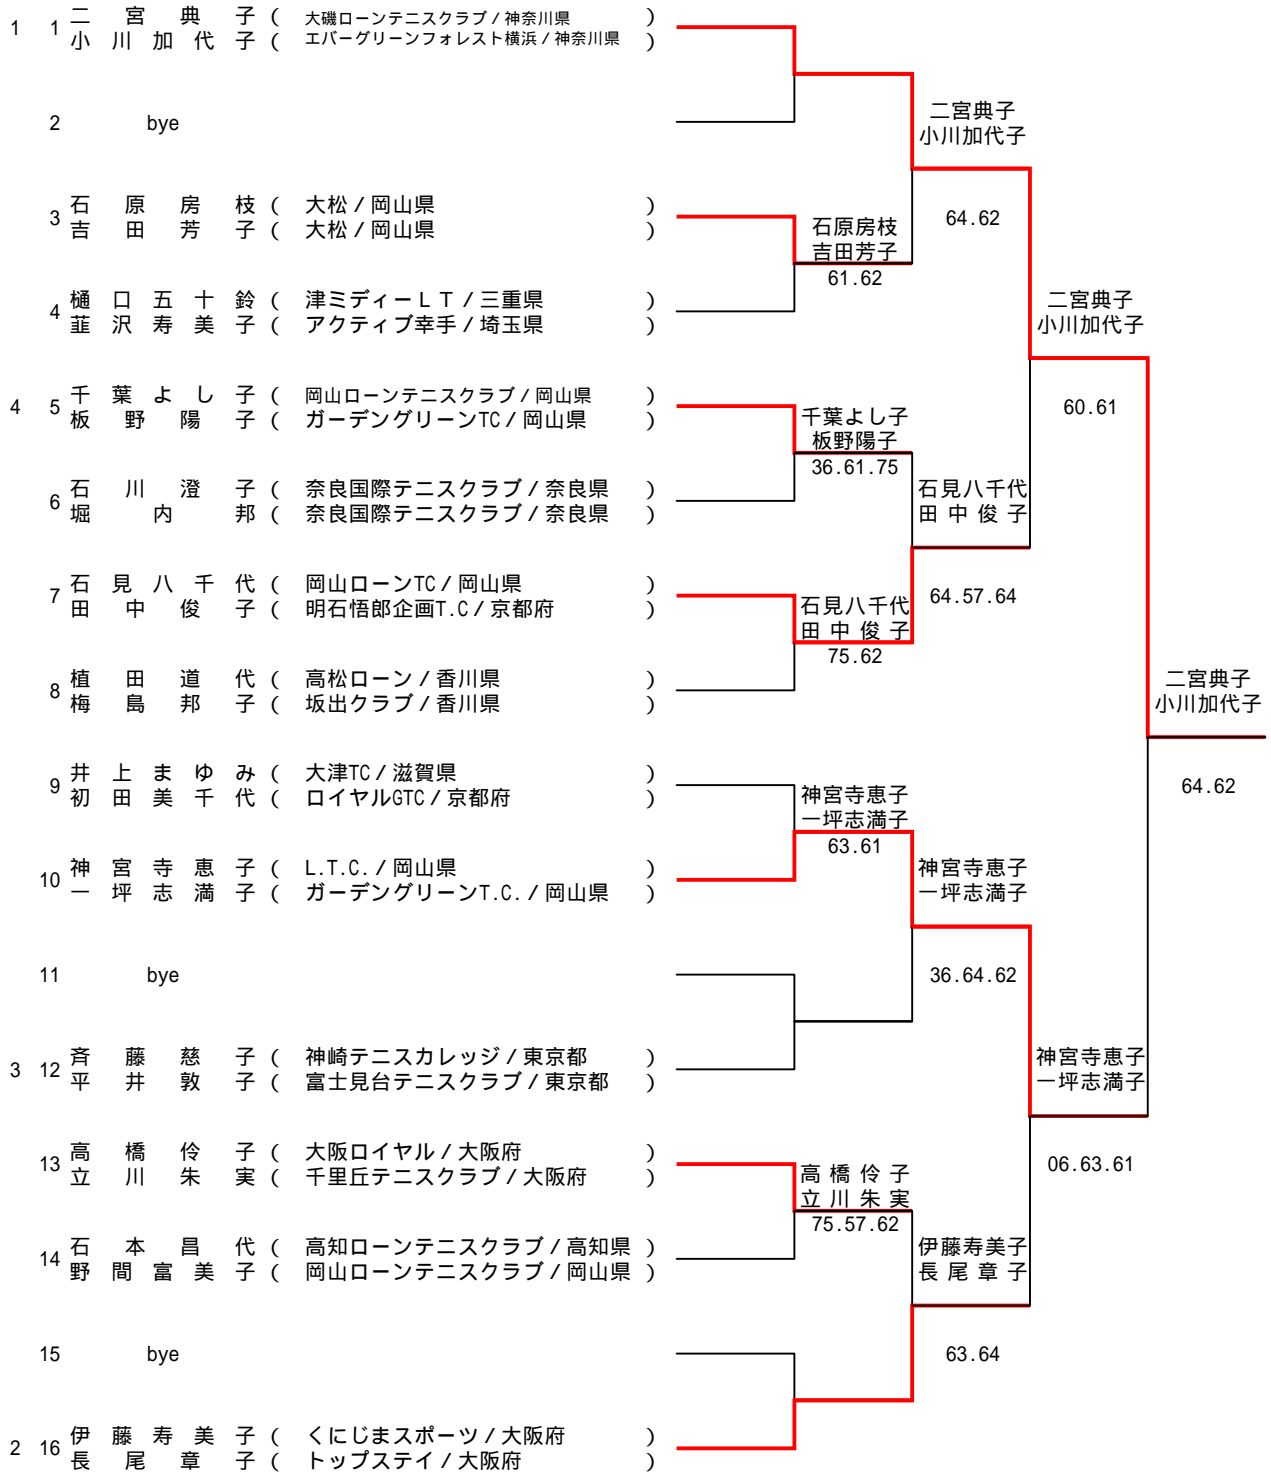 1 1 二宮典子 ( 大磯ローンテニスクラブ / 神奈川県 )
小川加代子 ( エバーグリーンフォレスト横浜 / 神奈川県 )
2 bye
二宮典子
小川加代子
64.62
3 石原房枝 ( 大松 / 岡山県 )
吉田芳子 ( 大松 / 岡山県 )
石原房枝
吉田芳子
61.62
4 樋口五十鈴 ( 津ミディーLT / 三重県 )
韮沢寿美子 ( アクティブ幸手 / 埼玉県 )
二宮典子
小川加代子
60.61
4 5 千葉よし子 ( 岡山ローンテニスクラブ / 岡山県 )
板野陽子 ( ガーデングリーンTC / 岡山県 )
千葉よし子
板野陽子
36.61.75
6 石川澄子 ( 奈良国際テニスクラブ / 奈良県 )
堀内邦 ( 奈良国際テニスクラブ / 奈良県 )
石見八千代
田中俊子
64.57.64
7 石見八千代 ( 岡山ローンTC / 岡山県 )
田中俊子 ( 明石悟郎企画T.C / 京都府 )
石見八千代
田中俊子
75.62
8 植田道代 ( 高松ローン / 香川県 )
梅島邦子 ( 坂出クラブ / 香川県 )
二宮典子
小川加代子
64.62
9 井上まゆみ ( 大津TC / 滋賀県 )
初田美千代 ( ロイヤルGTC / 京都府 )
神宮寺恵子
一坪志満子
63.61
10 神宮寺恵子 ( L.T.C. / 岡山県 )
一坪志満子 ( ガーデングリーンT.C. / 岡山県 )
神宮寺恵子
一坪志満子
36.64.62
11 bye
3 12 斉藤慈子 ( 神崎テニスカレッジ / 東京都 )
平井敦子 ( 富士見台テニスクラブ / 東京都 )
神宮寺恵子
一坪志満子
06.63.61
13 高橋伶子 ( 大阪ロイヤル / 大阪府 )
立川朱実 ( 千里丘テニスクラブ / 大阪府 )
高橋伶子
立川朱実
75.57.62
14 石本昌代 ( 高知ローンテニスクラブ / 高知県 )
野間富美子 ( 岡山ローンテニスクラブ / 岡山県 )
伊藤寿美子
長尾章子
63.64
15 bye
2 16 伊藤寿美子 ( くにじまスポーツ / 大阪府 )
長尾章子 ( トップステイ / 大阪府 )